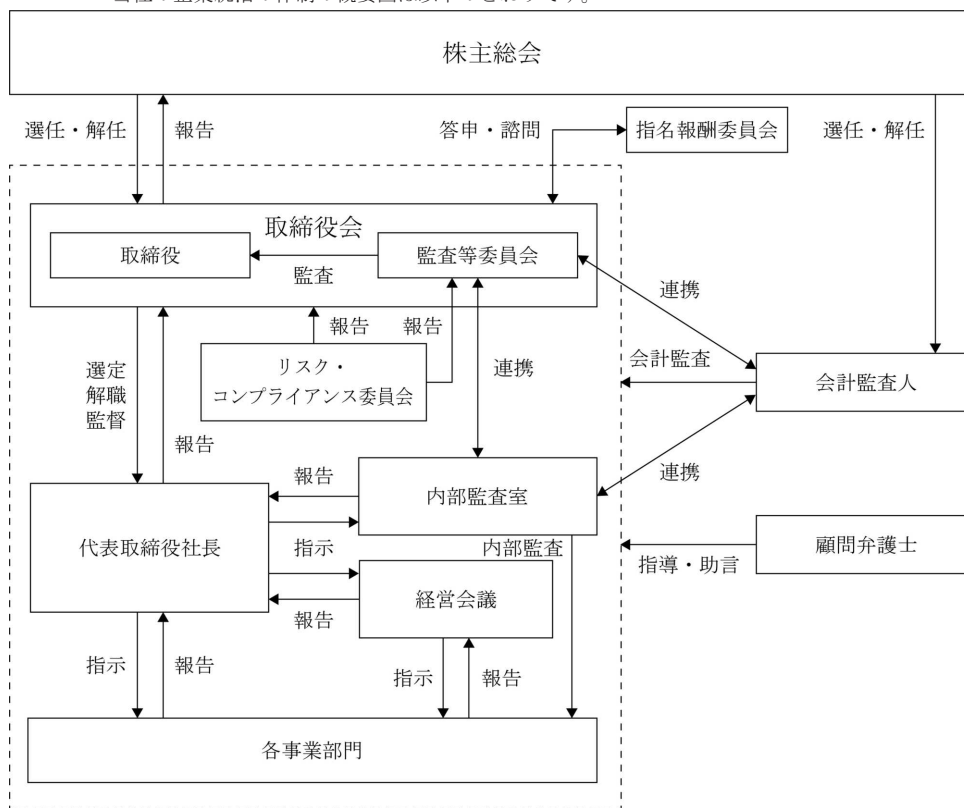 株主総会
選任・解任
報告
答申・諮問
指名報酬委員会
選任・解任
取締役会
取締役
監査等委員会
監査
連携
報告
報告
リスク・
コンプライアンス委員会
選定
解職
監督
連携
会計監査
会計監査人
報告
報告
内部監査室
連携
代表取締役社長
指示
内部監査
指導・助言
顧問弁護士
経営会議
報告
指示
報告
指示
報告
各事業部門